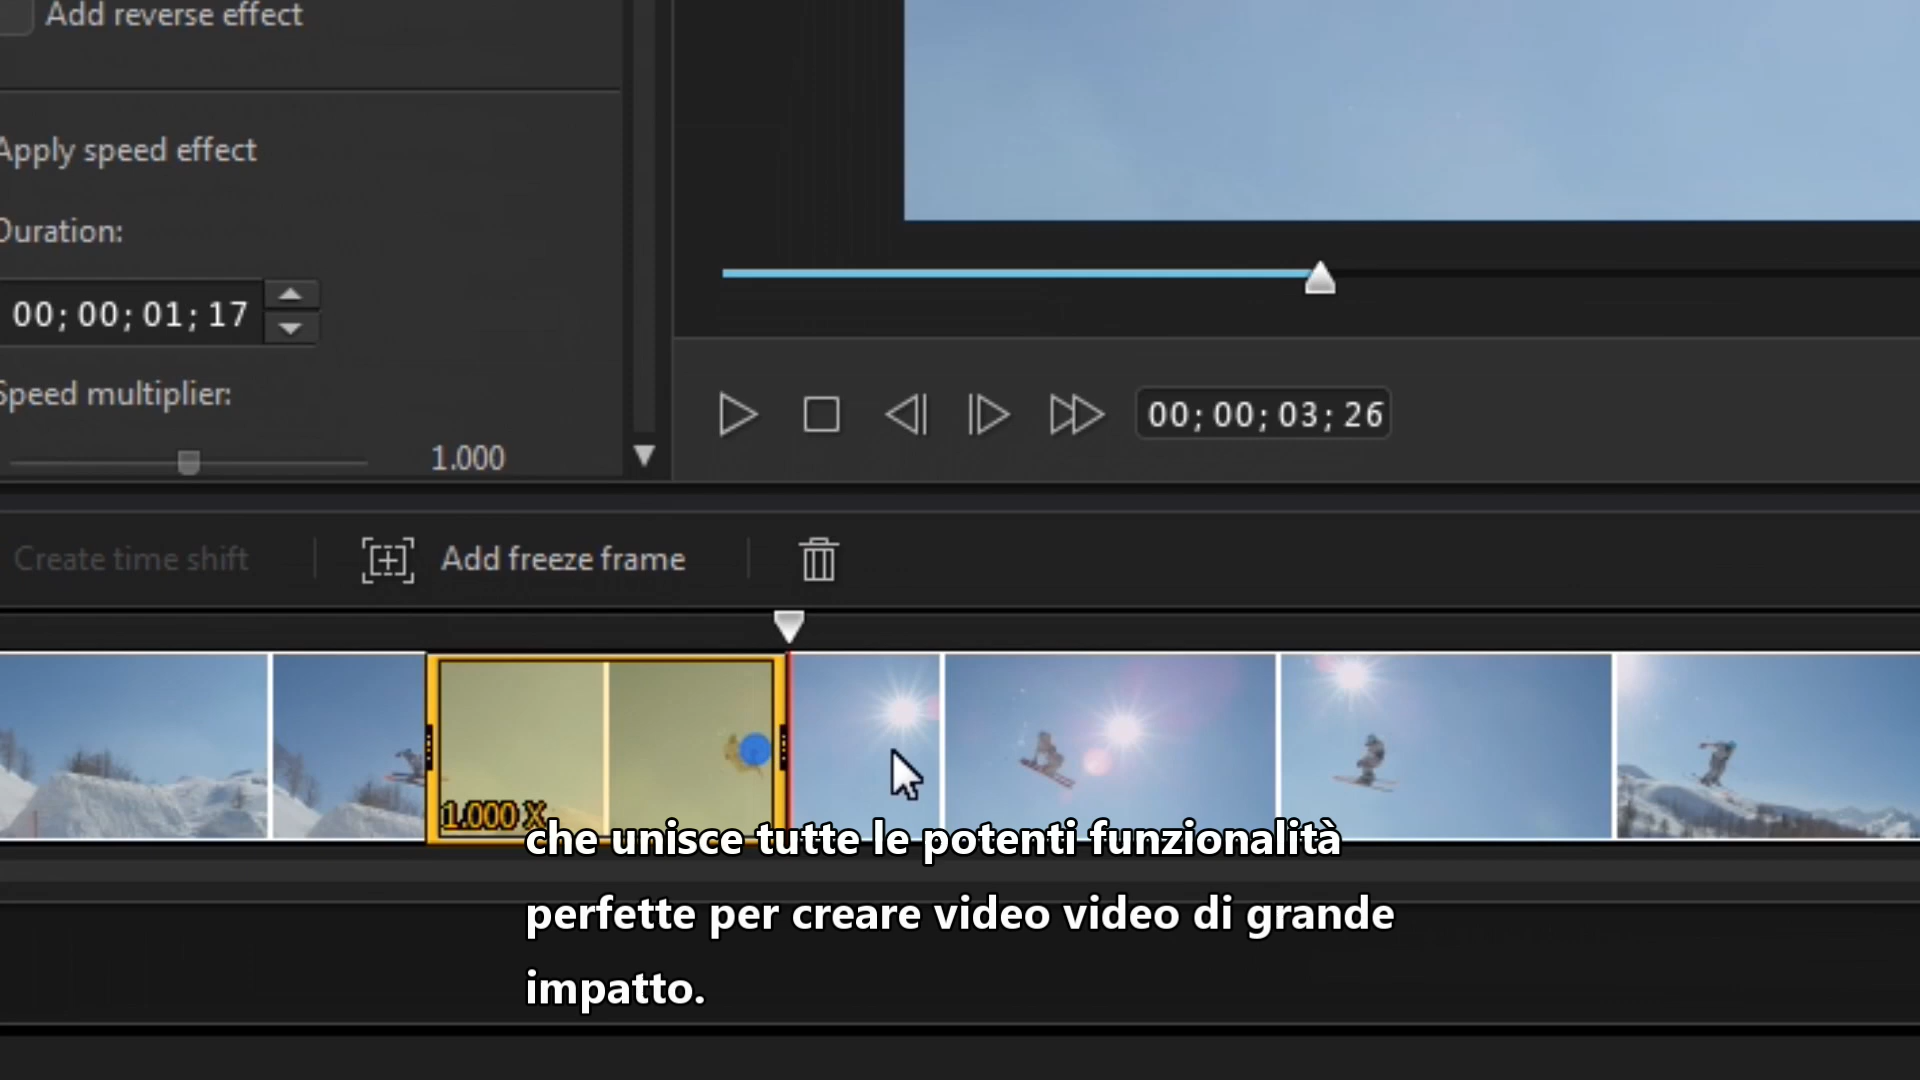 Add reverse effect
Apply speed effect
Duration:
00; 00; 01; 17
Speed multiplier:
1.000
00; 00; 03; 26
Create time shift
Add freeze frame
1.000 X
che unisce tutte le potenti funzionalità
perfette per creare video video di grande
impatto.